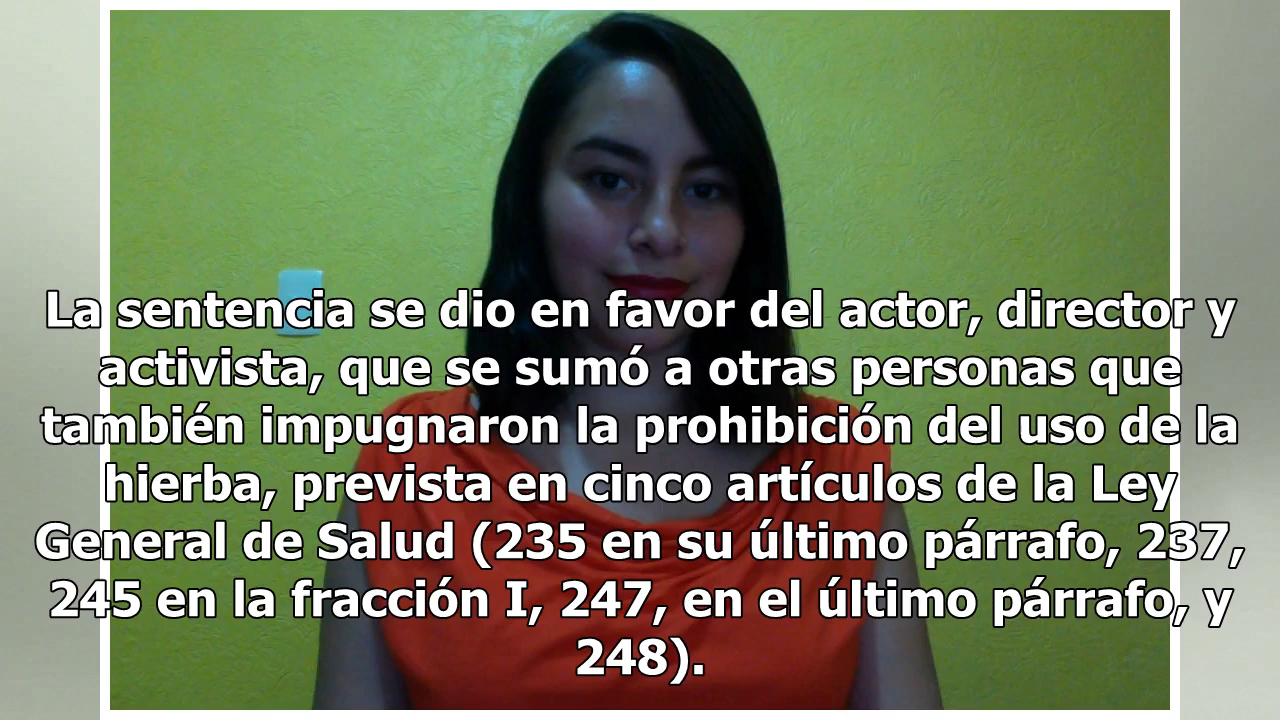 La sentencia se dio en favor del actor, director y
activista, que se sumó a otras personas que
también impugnaron la prohibición del uso de la
hierba, prevista en cinco artículos de la Ley
General de Salud (235 en su último párrafo, 237,
245 en la fracción I, 247, en el último párrafo, y
248).